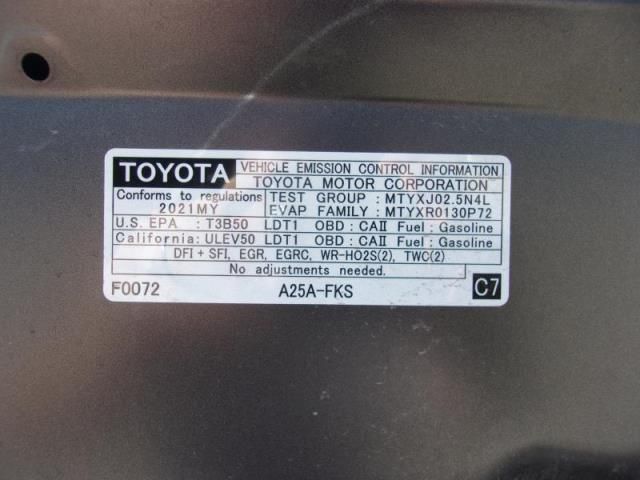 TOYOTA VEHICLE EMISSION CONTROL INFORMATION
TOYOTA MOTOR CORPORATION
Conforms to regulations TEST GROUP : MTYXJ02.5N4L
2021MY EVAP FAMILY : MTYXR0130P72
U.S. EPA : T3B50 LDT1 OBD : CAII Fuel : Gasoline
California: ULEV50 LDT1 OBD : CAII Fuel : Gasoline
DFI + SFI, EGR, EGRC, WR-HO2S(2), TWC(2)
No adjustments needed.
F0072 A25A-FKS C7